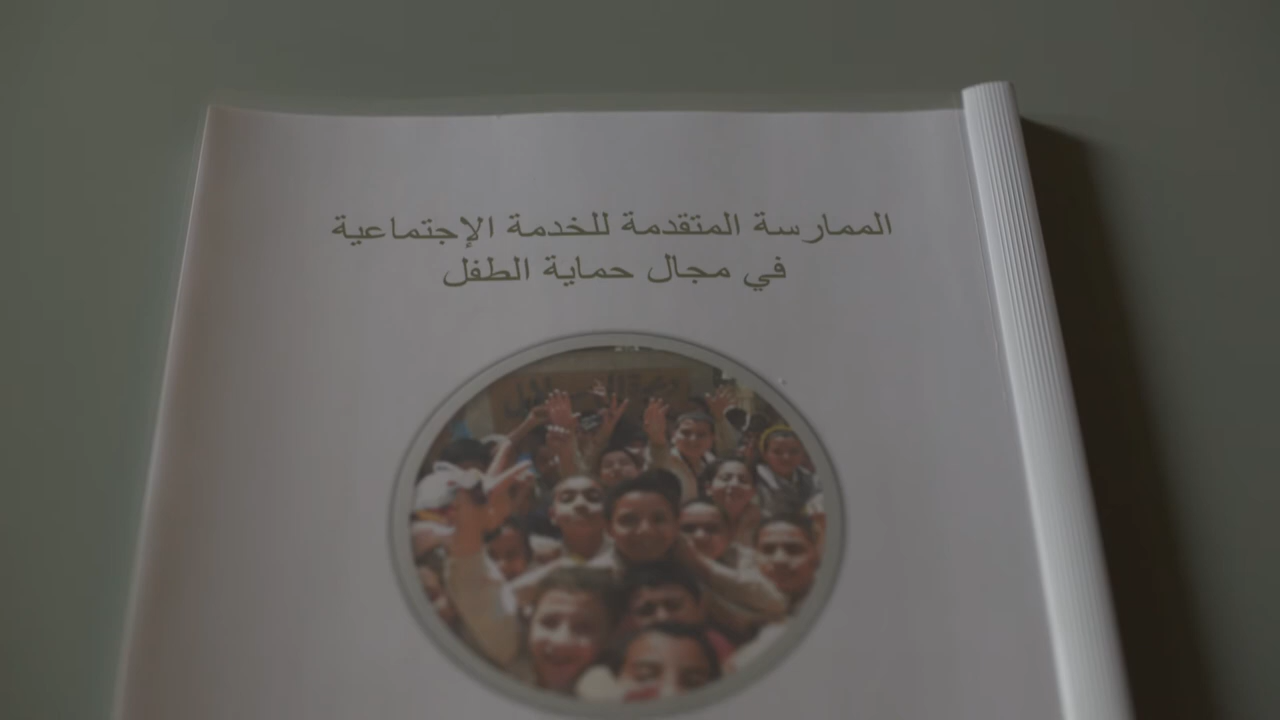 الممارسة المتقدمة للخدمة الإجتماعية
في مجال حماية الطفل